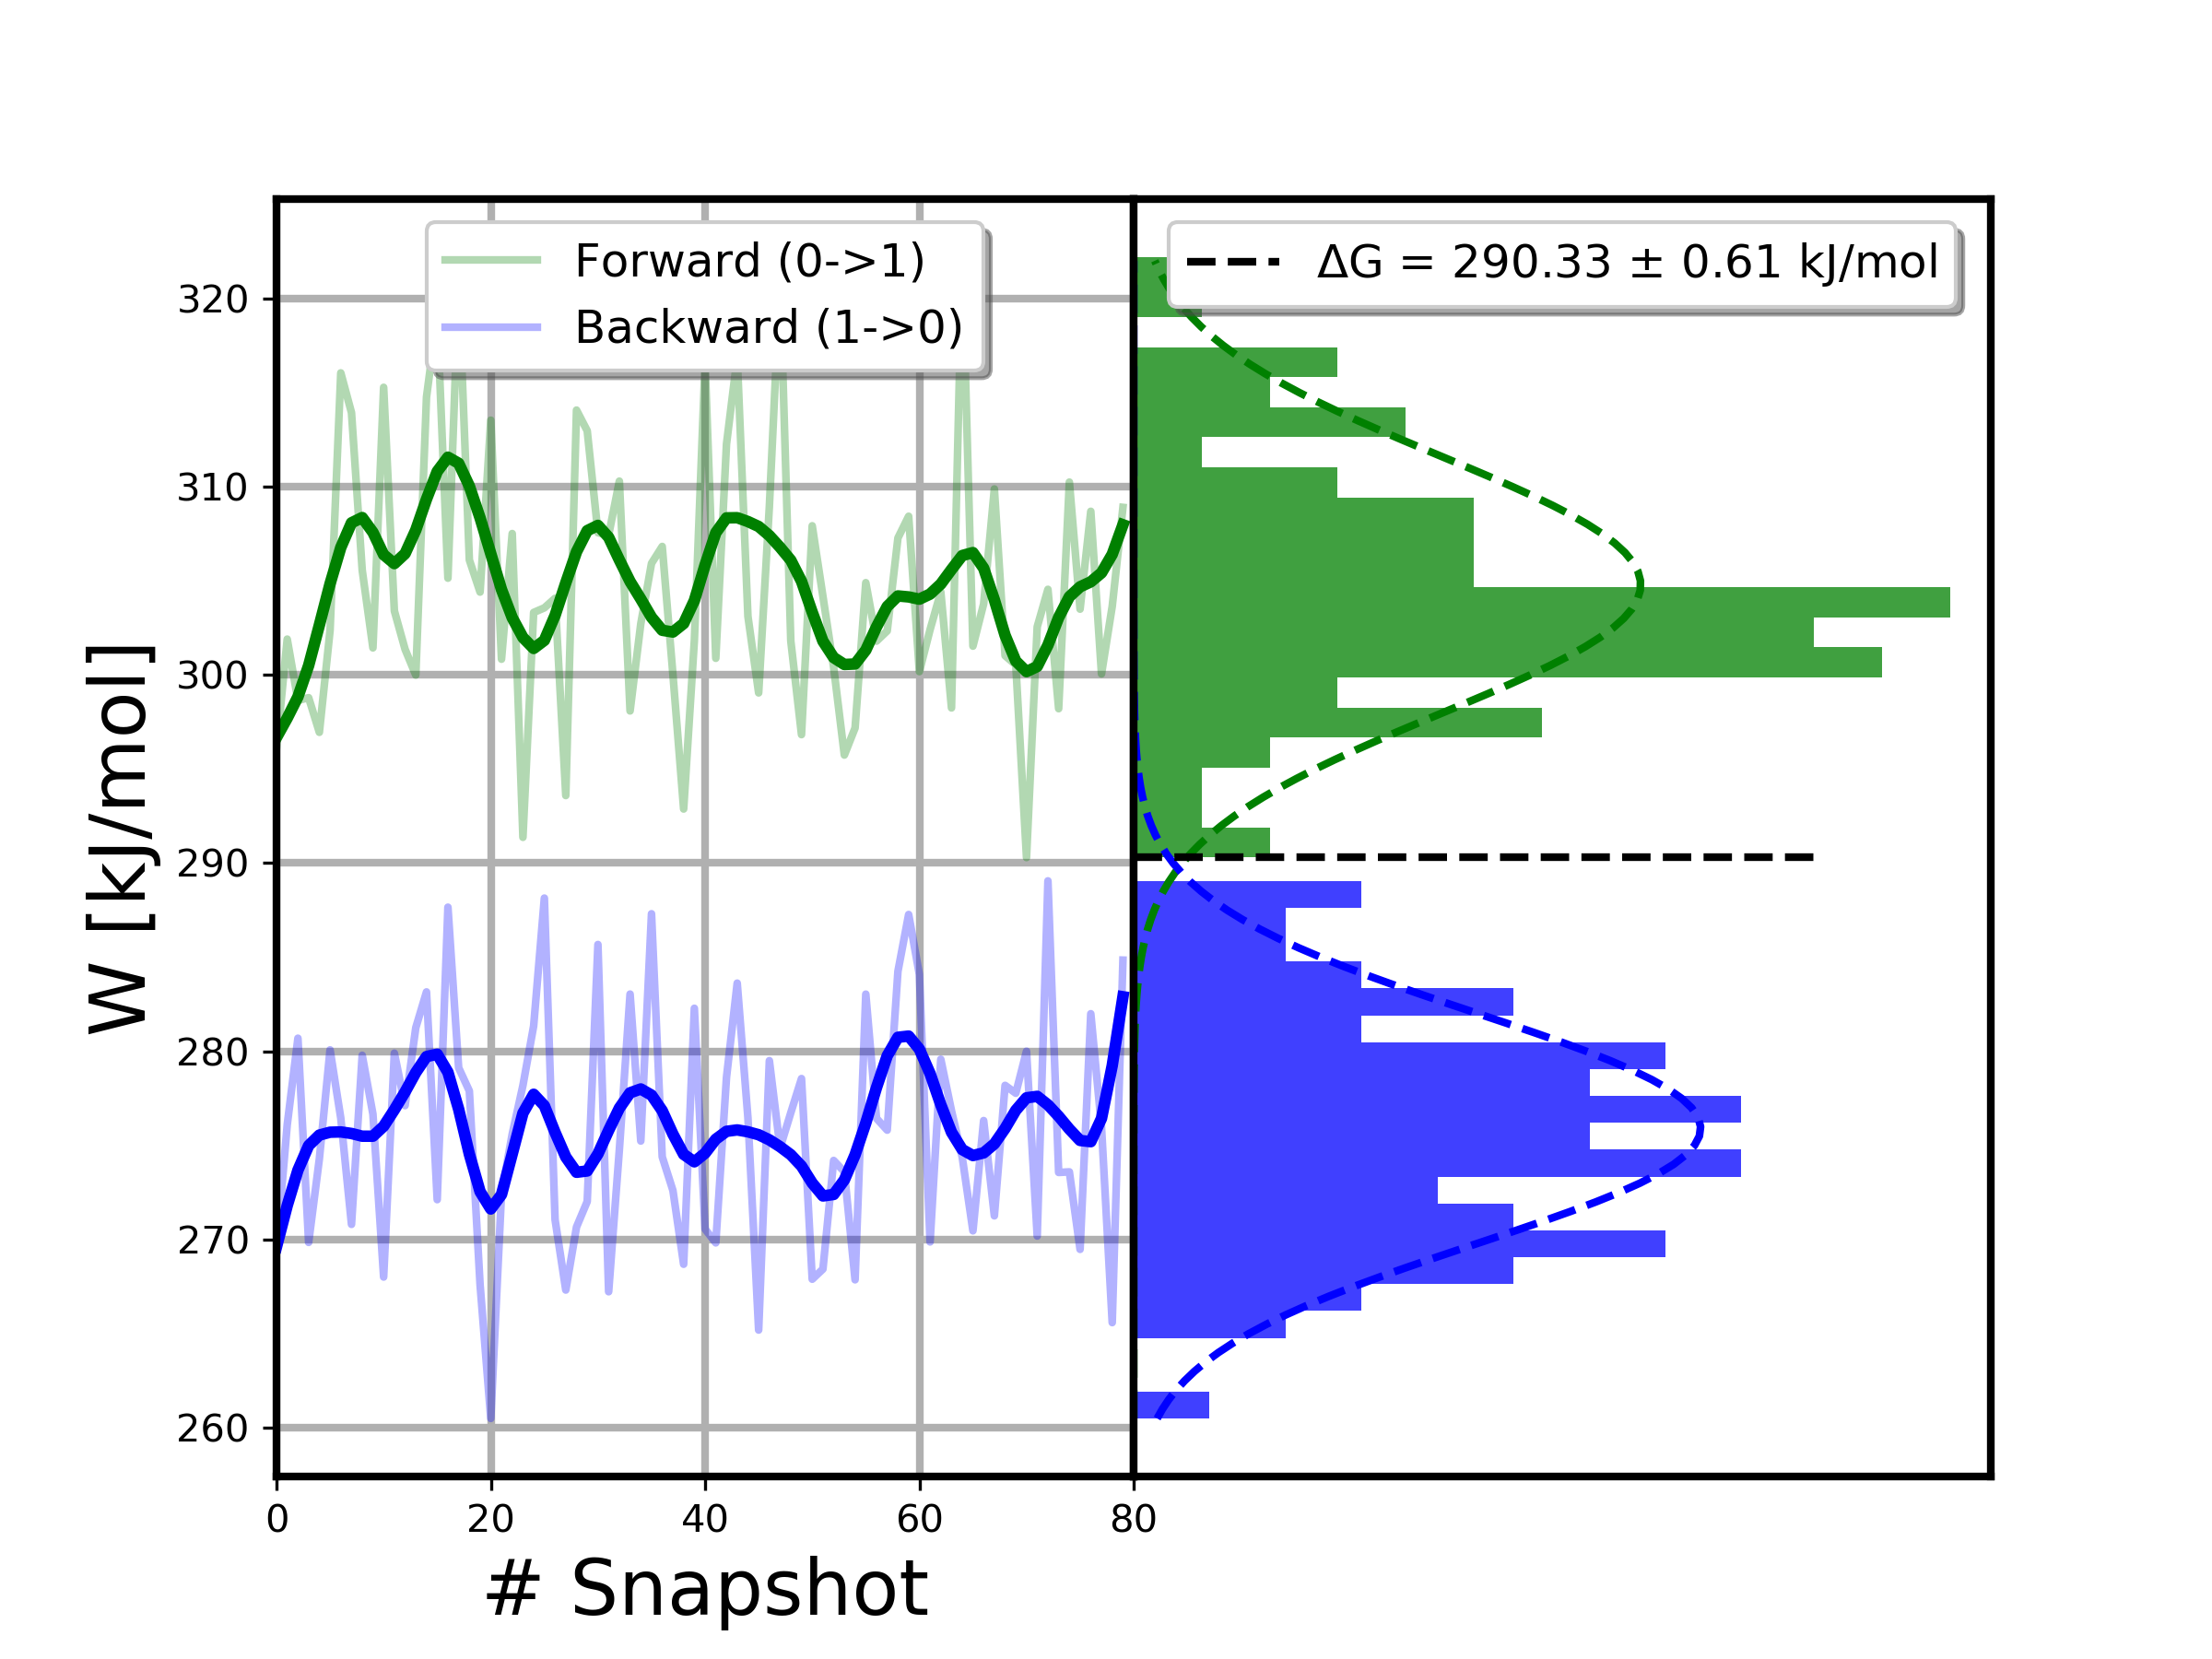 Forward (0->1)
Backward (1->0)
ΔG = 290.33 ± 0.61 kJ/mol
W [kJ/mol]
320
310
300
290
280
270
260
0 20 40 60 80
# Snapshot